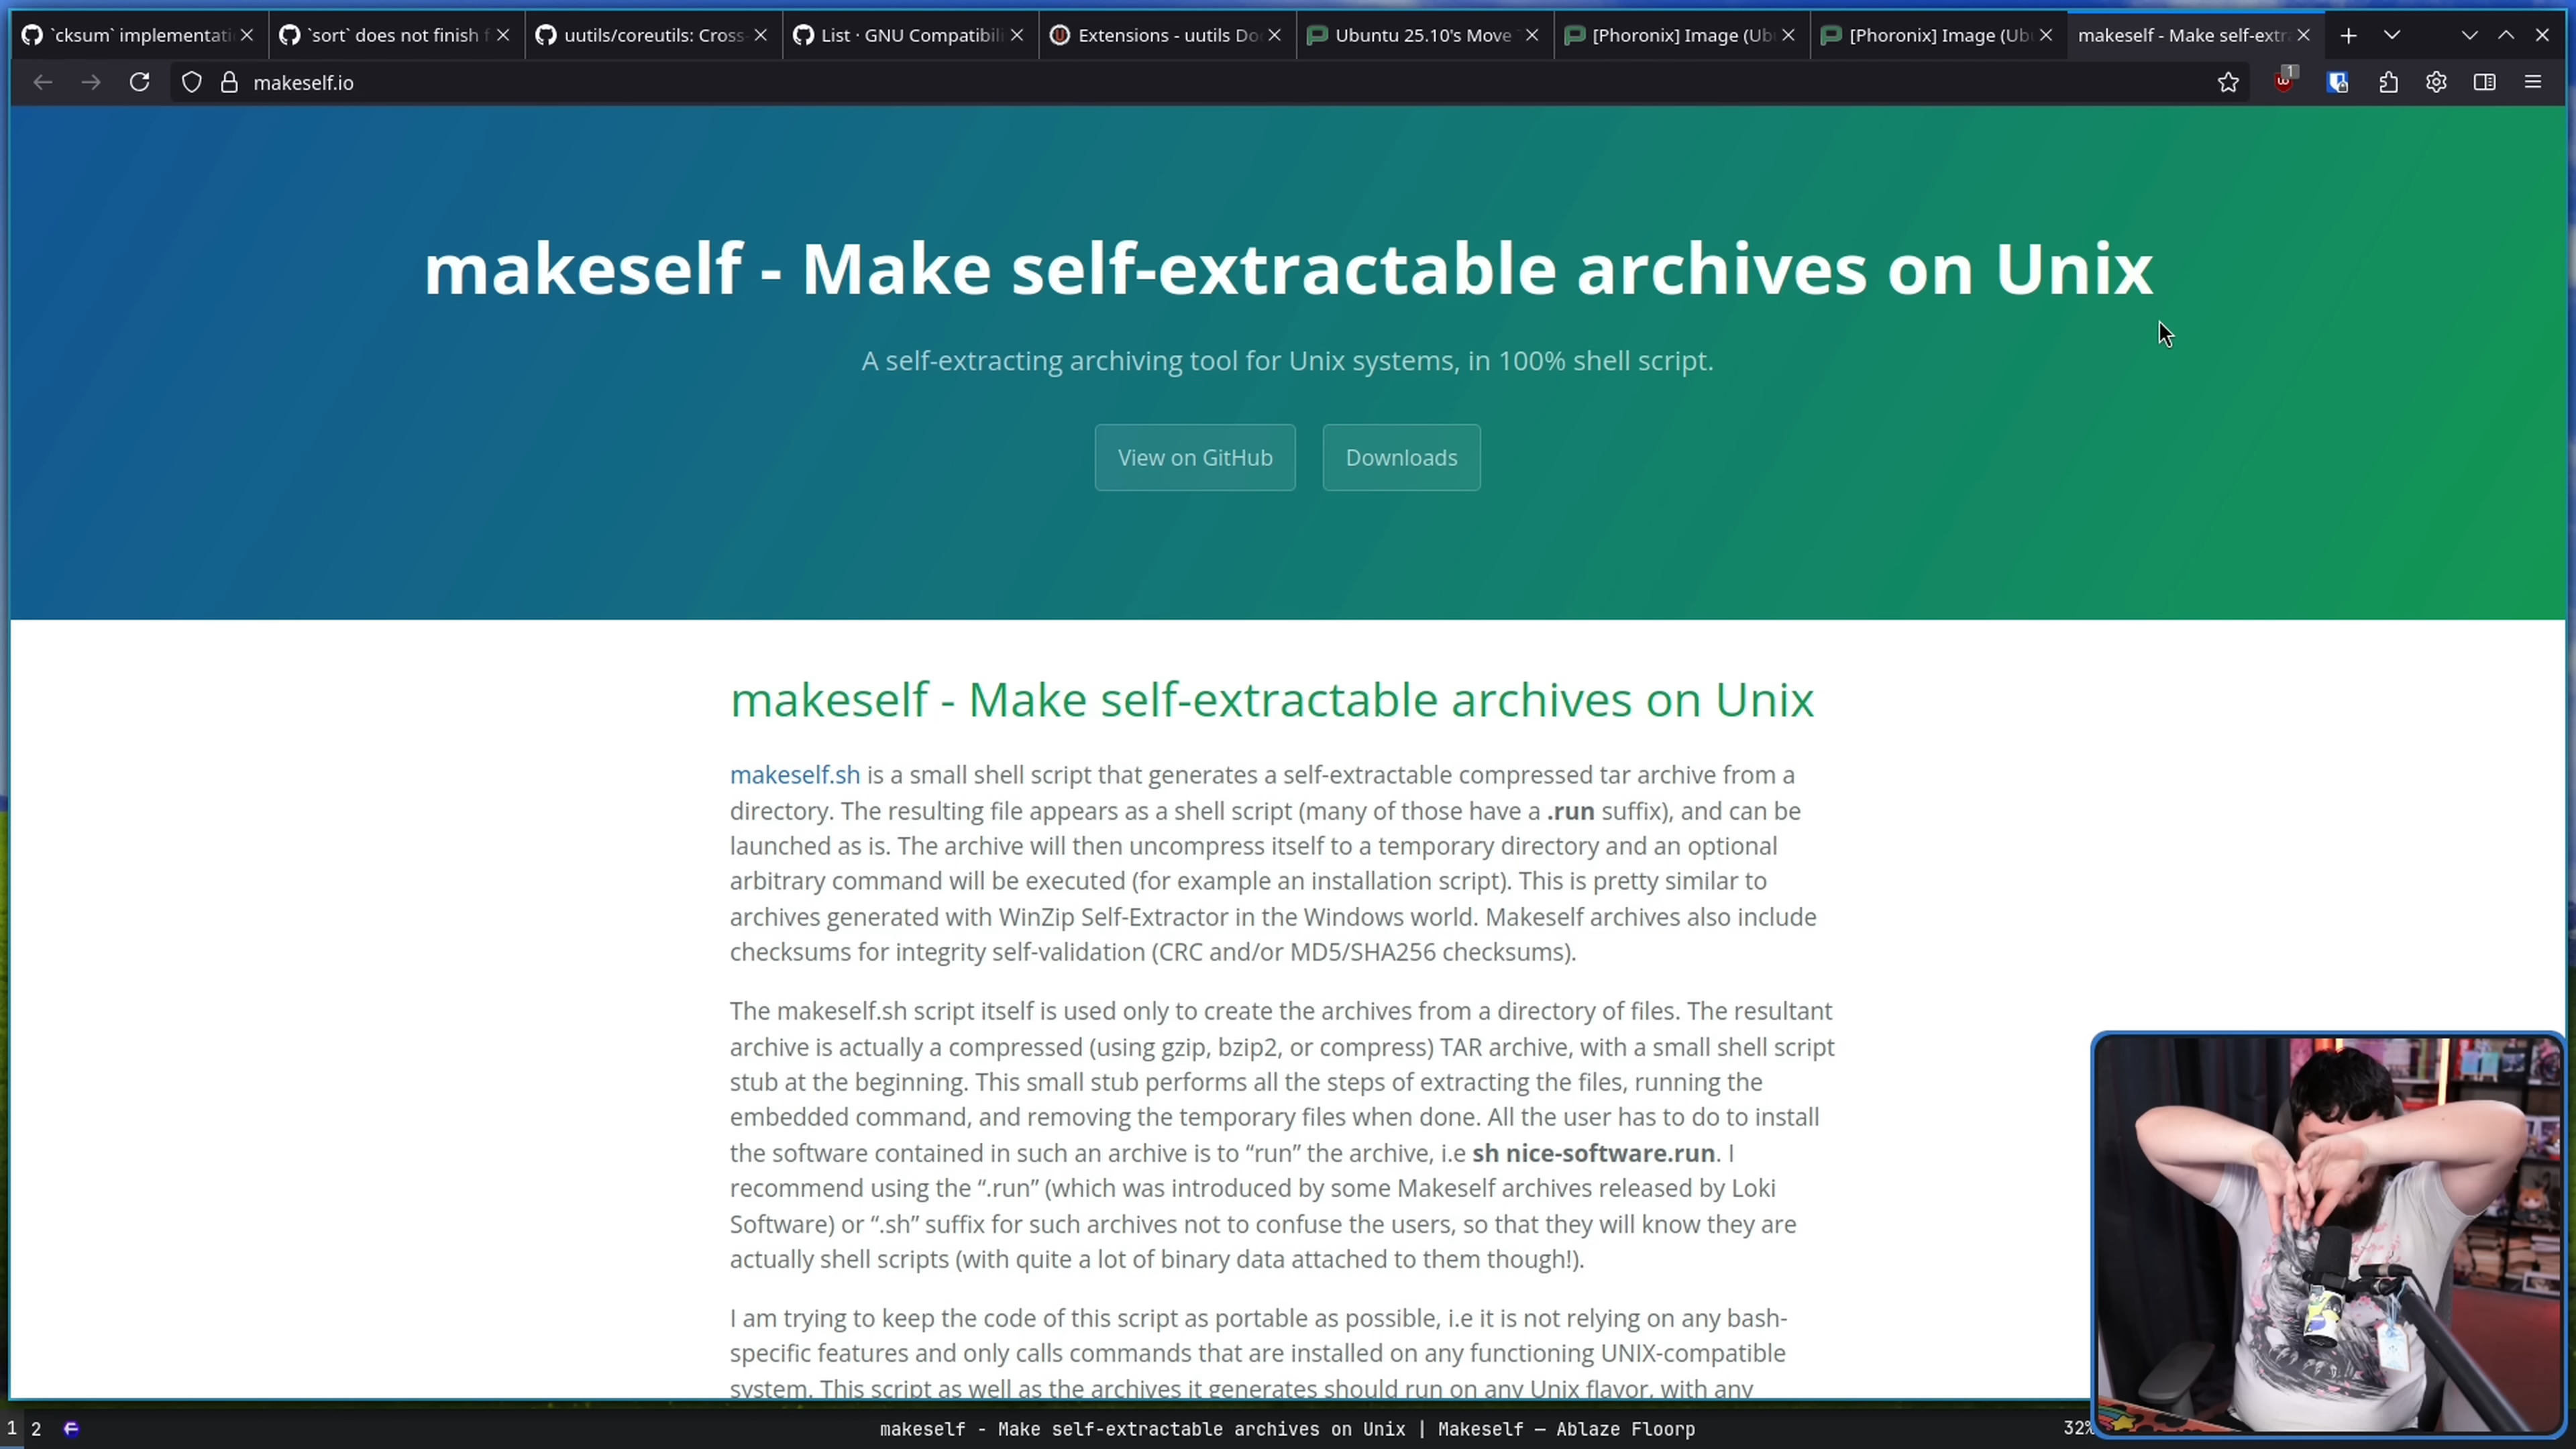 `cksum` implementati
`sort` does not finish f
uutils/coreutils: Cross-
List · GNU Compatibili
Extensions - uutils Do
Ubuntu 25.10's Move T
[Phoronix] Image (Ubu
[Phoronix] Image (Ubu
makeself - Make self-extr
makeself.io
1
makeself - Make self-extractable archives on Unix
A self-extracting archiving tool for Unix systems, in 100% shell script.
View on GitHub
Downloads
makeself - Make self-extractable archives on Unix
makeself.sh is a small shell script that generates a self-extractable compressed tar archive from a
directory. The resulting file appears as a shell script (many of those have a .run suffix), and can be
launched as is. The archive will then uncompress itself to a temporary directory and an optional
arbitrary command will be executed (for example an installation script). This is pretty similar to
archives generated with WinZip Self-Extractor in the Windows world. Makeself archives also include
checksums for integrity self-validation (CRC and/or MD5/SHA256 checksums).
The makeself.sh script itself is used only to create the archives from a directory of files. The resultant
archive is actually a compressed (using gzip, bzip2, or compress) TAR archive, with a small shell script
stub at the beginning. This small stub performs all the steps of extracting the files, running the
embedded command, and removing the temporary files when done. All the user has to do to install
the software contained in such an archive is to “run” the archive, i.e sh nice-software.run. I
recommend using the “.run” (which was introduced by some Makeself archives released by Loki
Software) or “.sh” suffix for such archives not to confuse the users, so that they will know they are
actually shell scripts (with quite a lot of binary data attached to them though!).
I am trying to keep the code of this script as portable as possible, i.e it is not relying on any bash-
specific features and only calls commands that are installed on any functioning UNIX-compatible
system. This script as well as the archives it generates should run on any Unix flavor, with any
1 2
makeself - Make self-extractable archives on Unix | Makeself — Ablaze Floorp
32%